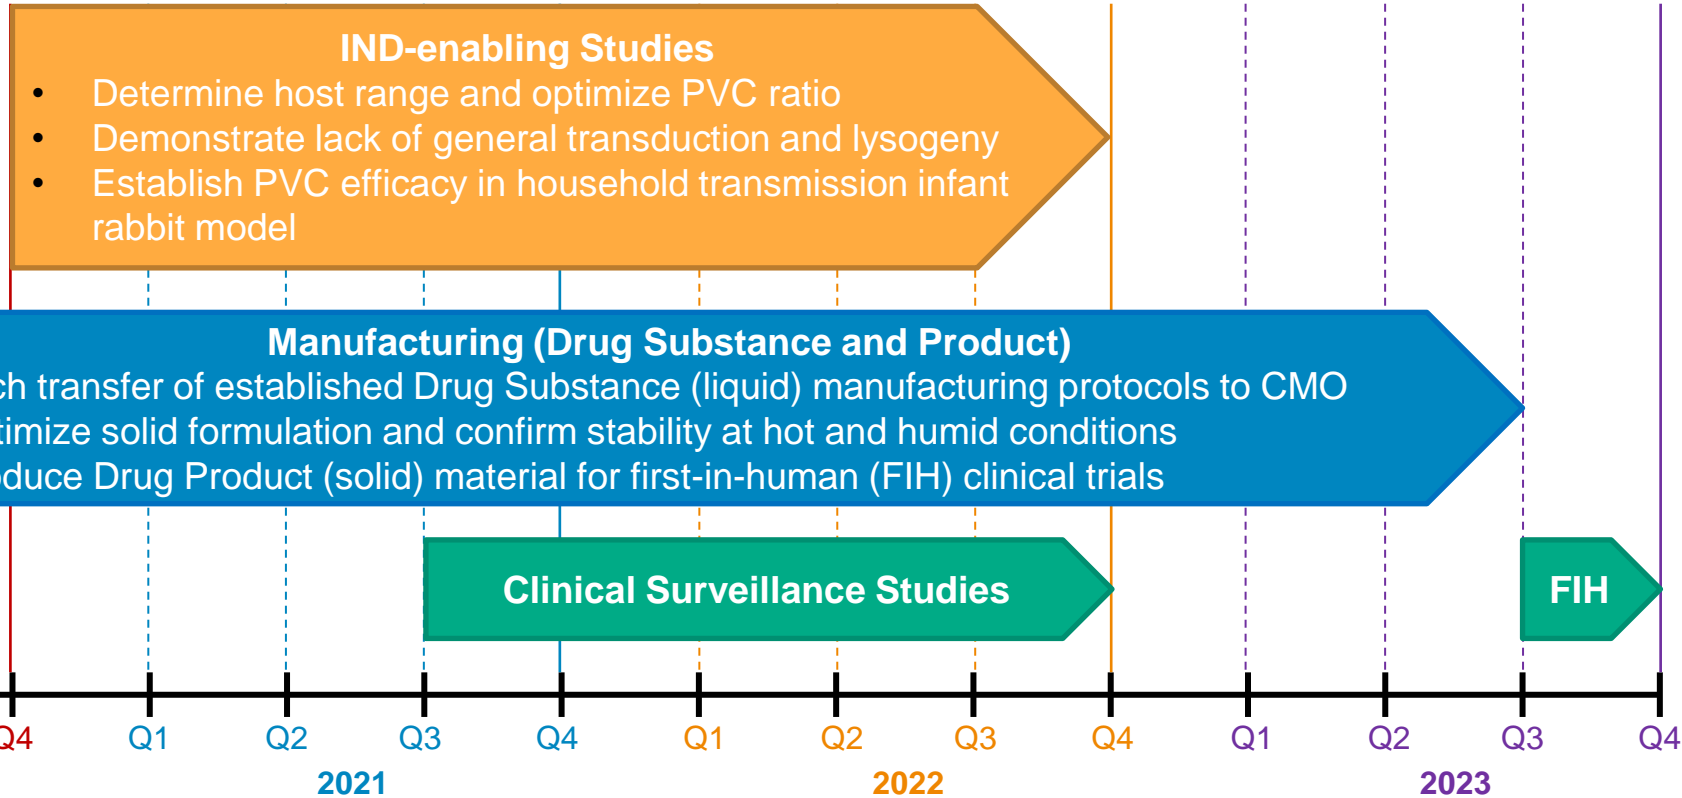 IND-enabling Studies
• Determine host range and optimize PVC ratio
• Demonstrate lack of general transduction and lysogeny
• Establish PVC efficacy in household transmission infant
rabbit model
Manufacturing (Drug Substance and Product)
ch transfer of established Drug Substance (liquid) manufacturing protocols to CMO
timize solid formulation and confirm stability at hot and humid conditions
oduce Drug Product (solid) material for first-in-human (FIH) clinical trials
Clinical Surveillance Studies
FIH
Q4 Q1 Q2 Q3 Q4 Q1 Q2 Q3 Q4 Q1 Q2 Q3 Q4
2021 2022 2023